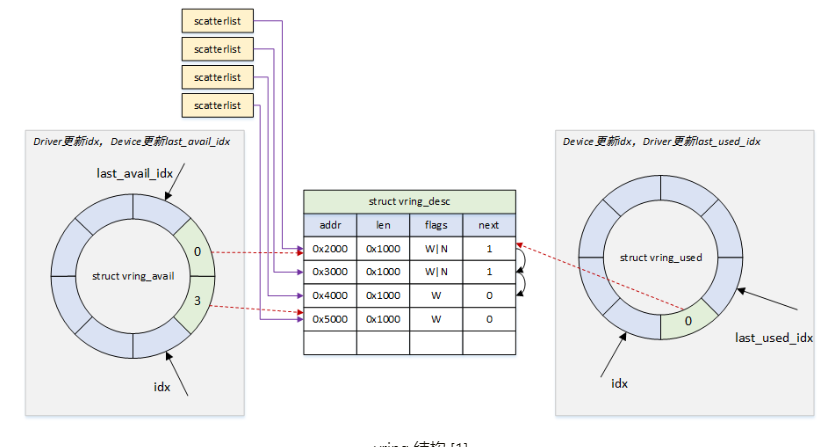 scatterlist
scatterlist
scatterlist
scatterlist
Driver更新idx，Device更新last_avail_idx
last_avail_idx
0
struct vring_avail
3
idx
struct vring_desc
addr len flags next
0x2000 0x1000 W|N 1
0x3000 0x1000 W|N 1
0x4000 0x1000 W 0
0x5000 0x1000 W 0
Device更新idx，Driver更新last_used_idx
struct vring_used
0
last_used_idx
idx
vring 结构 [1]